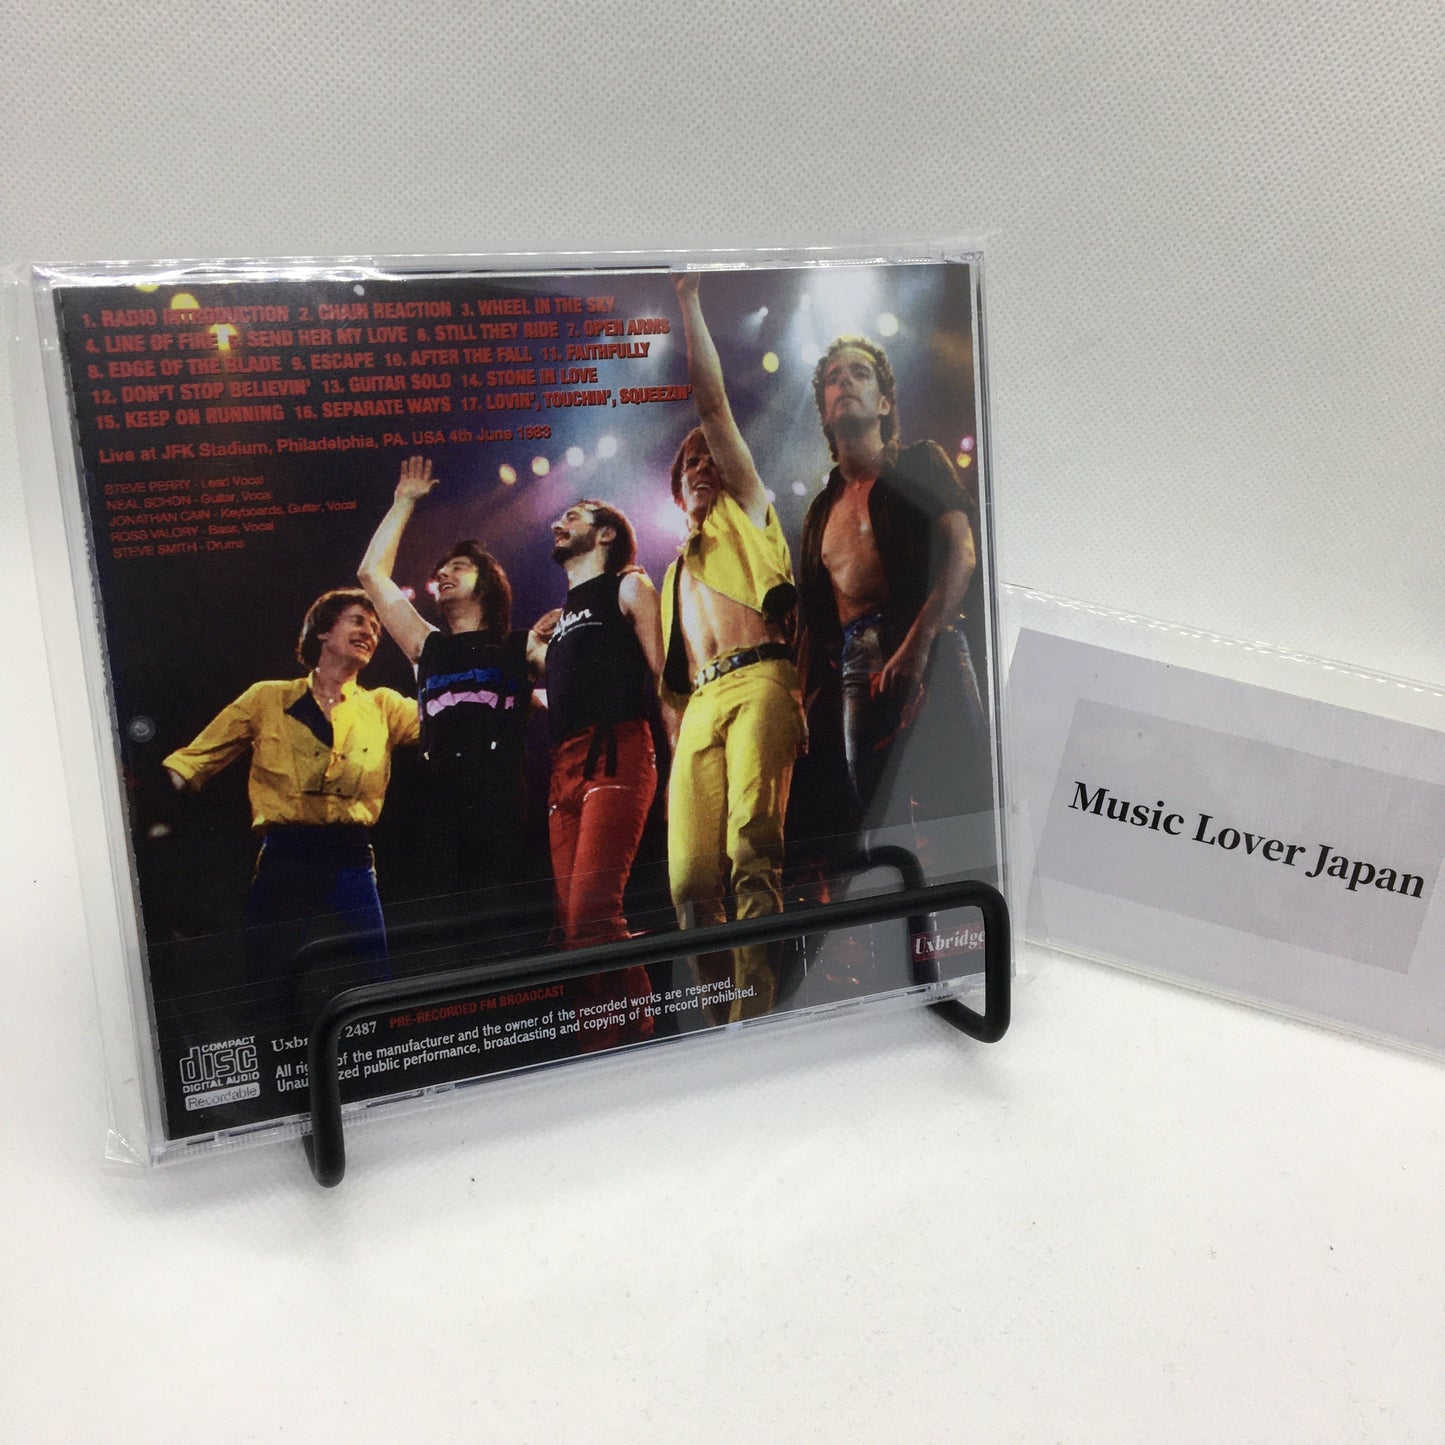 1. RADIO INTRODUCTION 2. CHAIN REACTION 3. WHEEL IN THE SKY
4. LINE OF FIRE 5. SEND HER MY LOVE 6. STILL THEY RIDE 7. OPEN ARMS
8. EDGE OF THE BLADE 9. ESCAPE 10. AFTER THE FALL 11. FAITHFULLY
12. DON'T STOP BELIEVIN' 13. GUITAR SOLO 14. STONE IN LOVE
15. KEEP ON RUNNING 16. SEPARATE WAYS 17. LOVIN', TOUCHIN', SQUEEZIN'
Live at JFK Stadium, Philadelphia, PA. USA 4th June 1983
STEVE PERRY - Lead Vocal
NEAL SCHON - Guitar, Vocal
JONATHAN CAIN - Keyboards, Guitar, Vocal
ROSS VALORY - Bass, Vocal
STEVE SMITH - Drums
Music Lover Japan
Uxbridge
COMPACT
disc
DIGITAL AUDIO
Recordable
2487 PRE-RECORDED FM BROADCAST
All of the manufacturer and the owner of the recorded works are reserved.
public performance, broadcasting and copying of the record prohibited.